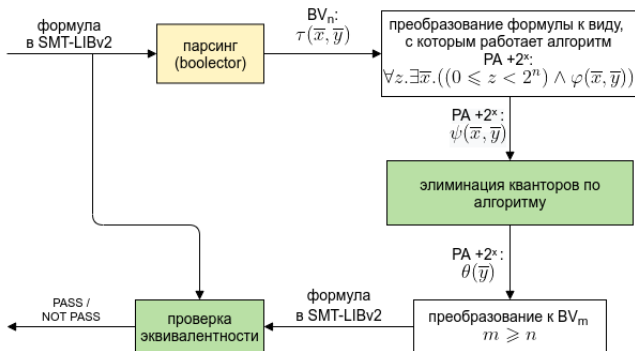 формула
в SMT-LIBv2
парсинг
(boolector)
BVₙ:
τ(x̅, y̅)
преобразование формулы к виду,
с которым работает алгоритм
PA +2ˣ:
∀z.∃x̅.((0 ⩽ z < 2ⁿ) ∧ φ(x̅, y̅))
PA +2ˣ:
ψ(x̅, y̅)
элиминация кванторов по
алгоритму
PA +2ˣ:
θ(y̅)
преобразование к BVₘ
m ⩾ n
формула
в SMT-LIBv2
проверка
эквивалентности
PASS /
NOT PASS